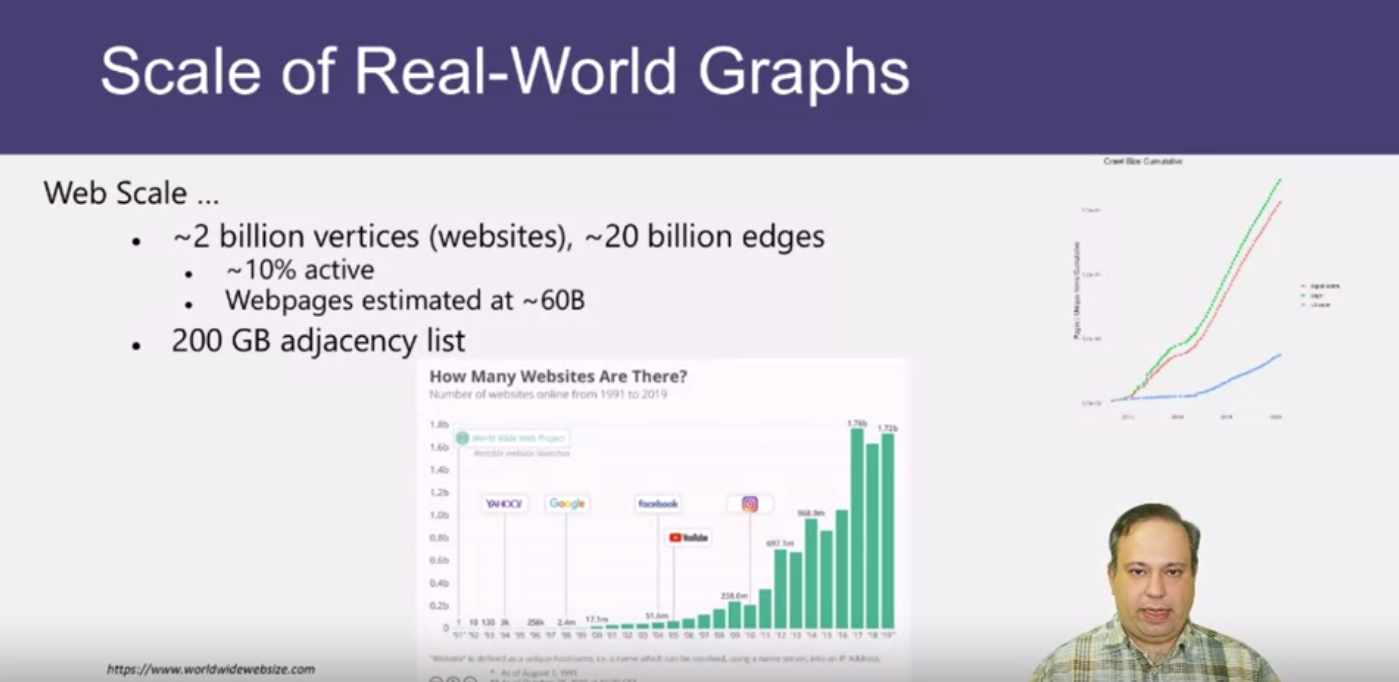 Scale of Real-World Graphs
Web Scale ...
• ~2 billion vertices (websites), ~20 billion edges
• ~10% active
• Webpages estimated at ~60B
• 200 GB adjacency list
Crawl Size Cumulative
How Many Websites Are There?
Number of websites online from 1991 to 2019
1.8b
1.6b
1.4b
1.2b
1.0b
0.8b
0.6b
0.4b
0.2b
0
World Wide Web Project
Notable website launches
YAHOO!
Google
facebook
YouTube
1 10 130 3k 258k 2.4m 17.1m 51.6m 238.0m 697.1m 968.9m 1.76b 1.72b
'91* '92 '93 '94 '95 '96 '97 '98 '99 '00 '01 '02 '03 '04 '05 '06 '07 '08 '09 '10 '11 '12 '13 '14 '15 '16 '17 '18 '19
"Website" is defined as a unique hostname, i.e. a name which can be resolved, using a name server, into an IP Address.
* As of August 1, 1991
https://www.worldwidewebsize.com